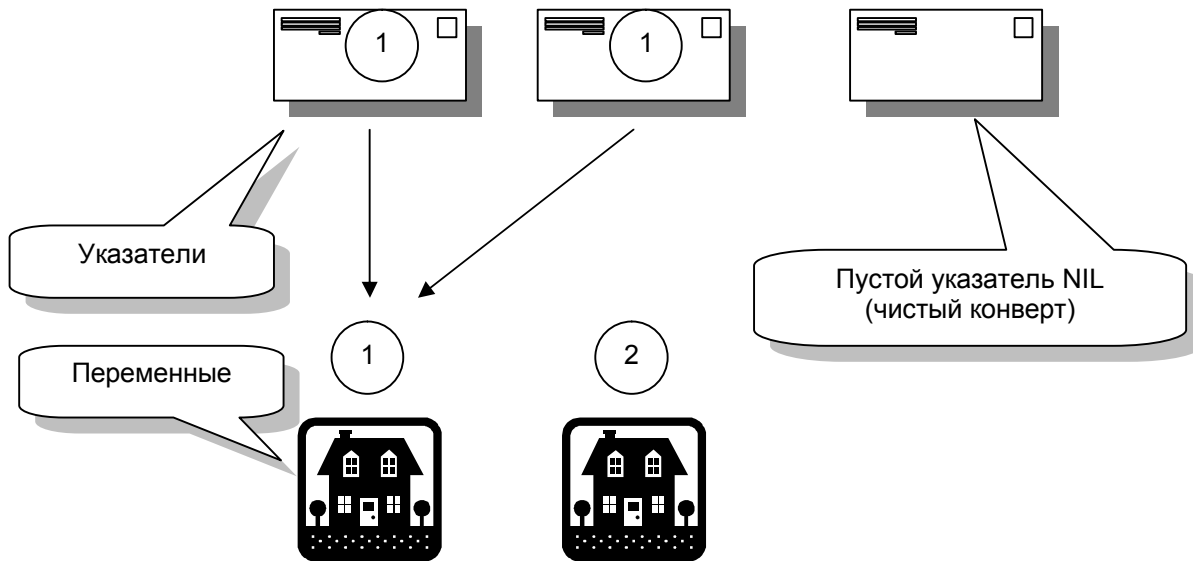 1
1
Указатели
Пустой указатель NIL
(чистый конверт)
1
2
Переменные